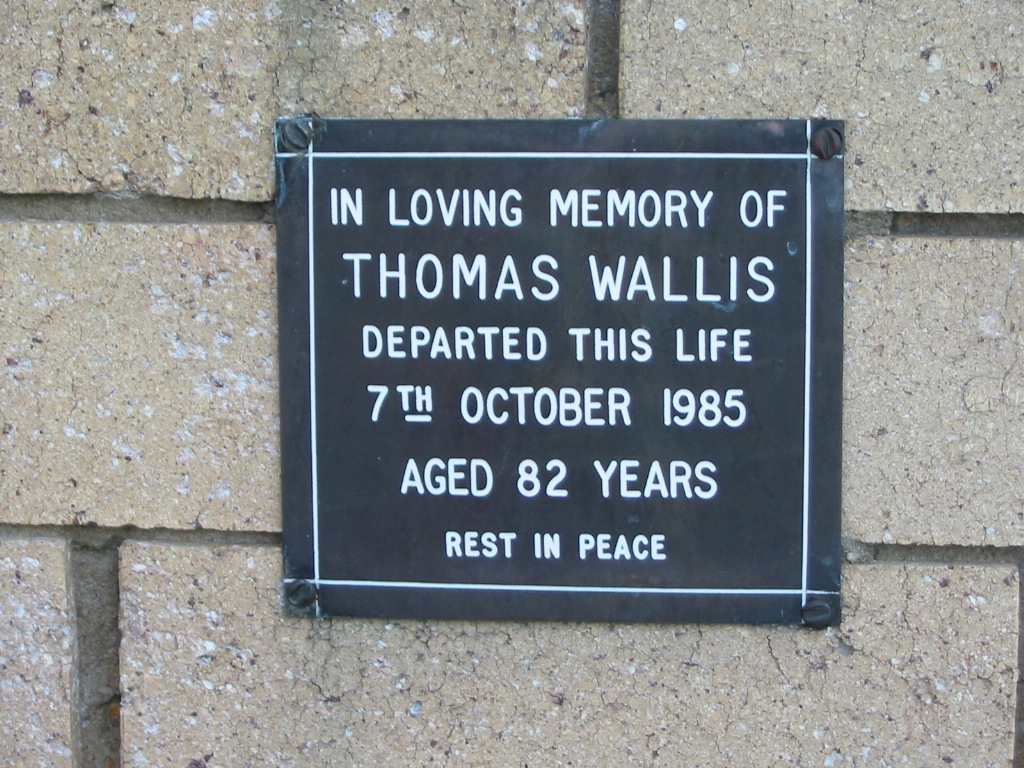 IN LOVING MEMORY OF
THOMAS WALLIS
DEPARTED THIS LIFE
7TH OCTOBER 1985
AGED 82 YEARS
REST IN PEACE